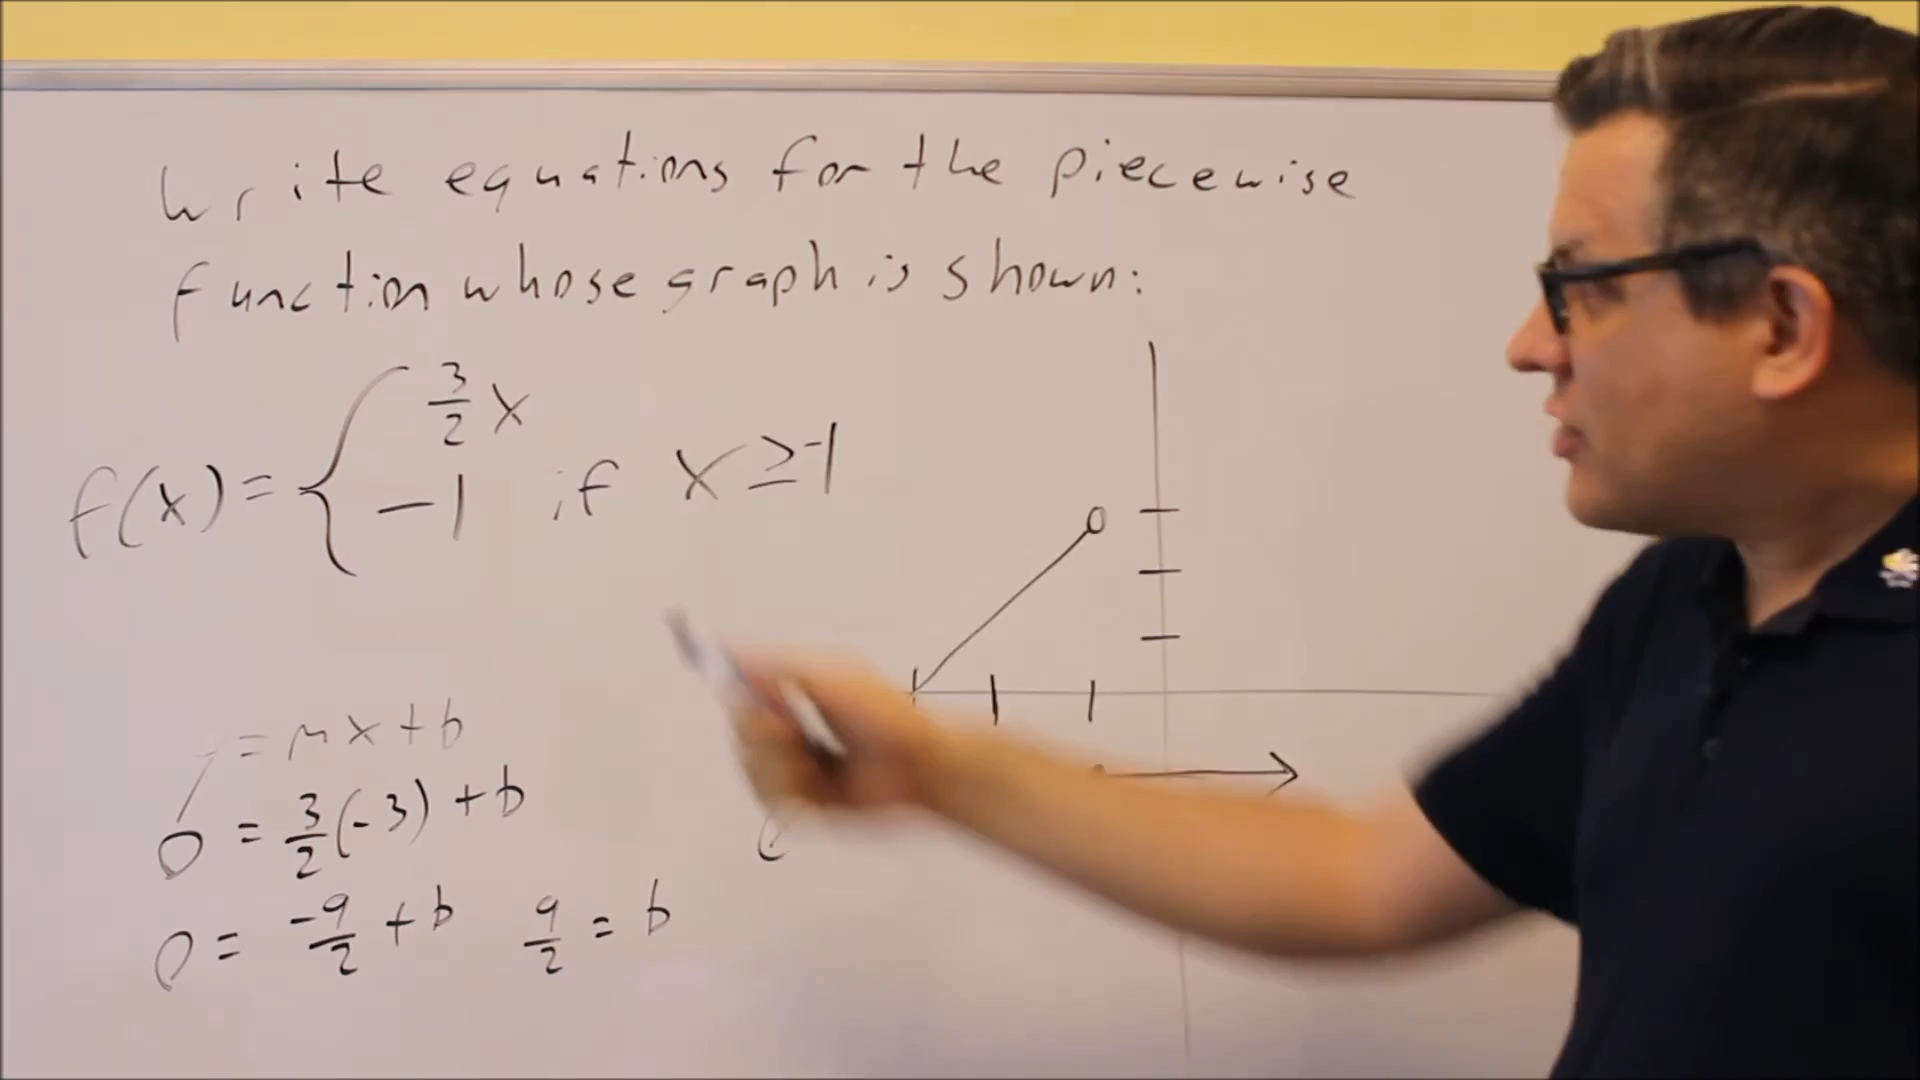 Write equations for the piecewise
function whose graph is shown:
f(x) = { 3/2 x
-1 if x ≥ -1
= mx + b
0 = 3/2 (-3) + b
0 = -9/2 + b 9/2 = b